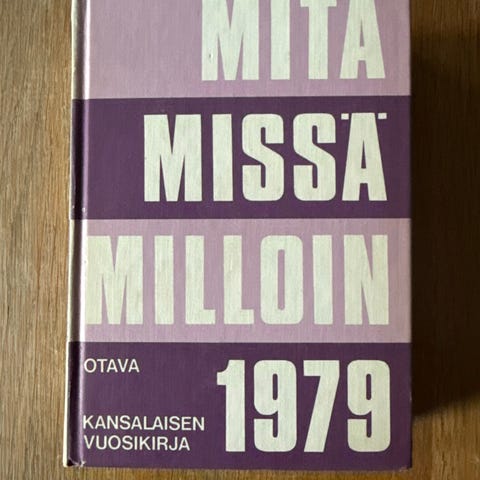 MITÄ
MISSÄ
MILLOIN
OTAVA
1979
KANSALAISEN
VUOSIKIRJA